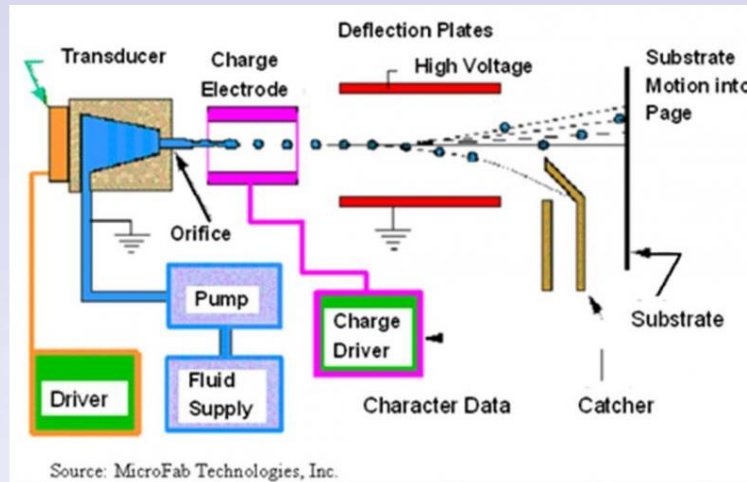 Deflection Plates
Transducer
Charge
Electrode
High Voltage
Substrate
Motion into
Page
Orifice
Pump
Charge
Driver
Substrate
Driver
Fluid
Supply
Character Data
Catcher
Source: MicroFab Technologies, Inc.